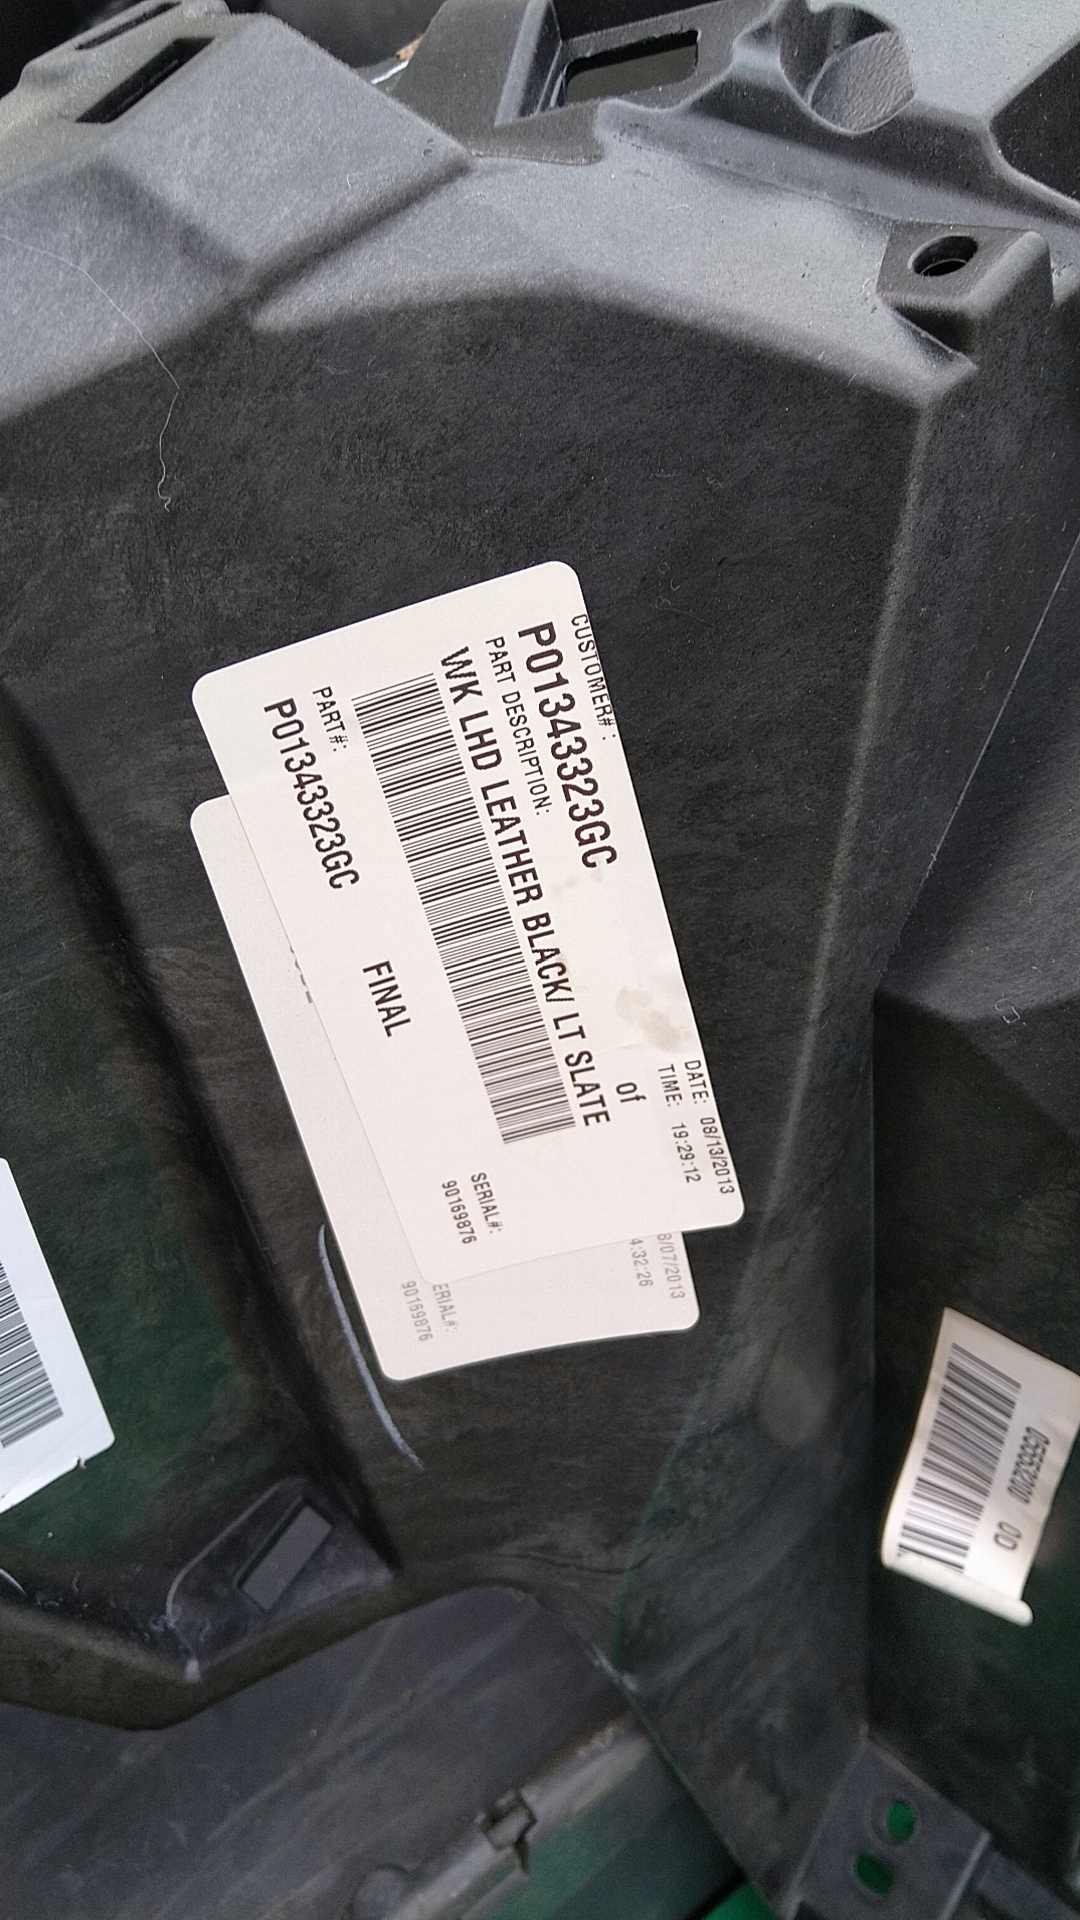 CUSTOMER#:
P01343323GC
PART DESCRIPTION:
WK LHD LEATHER BLACK/ LT SLATE
DATE: 08/13/2013
TIME: 19:29:12
of
PART#:
P01343323GC
FINAL
SERIAL#:
90169876
8/07/2013
4:32:26
ERIAL#:
90169876
00